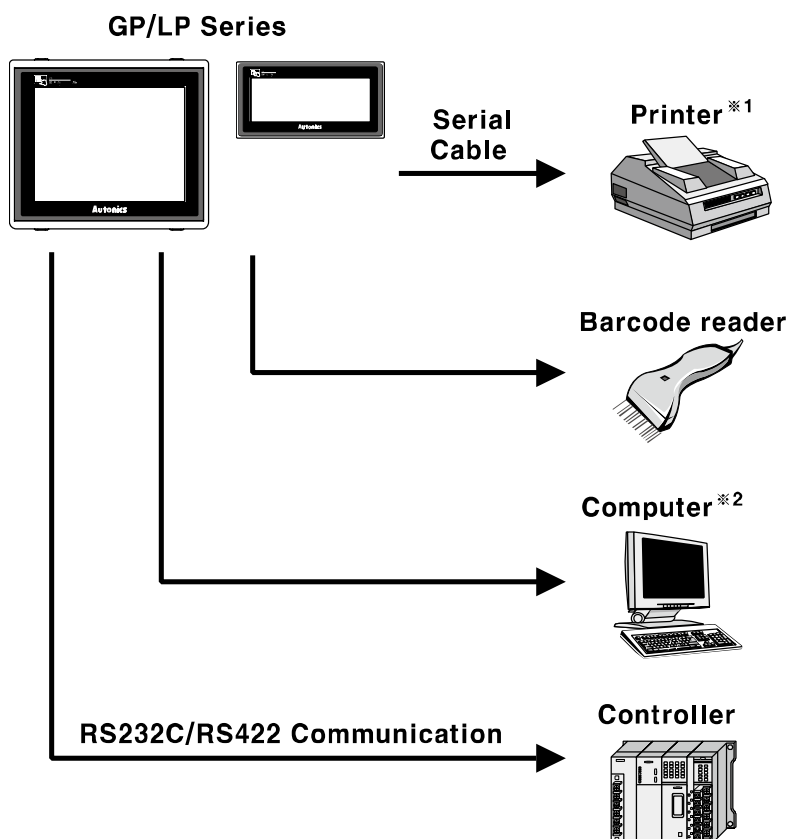 GP/LP Series
Autonics
Autonics
Serial
Cable
Printer※1
Barcode reader
Computer※2
RS232C/RS422 Communication
Controller